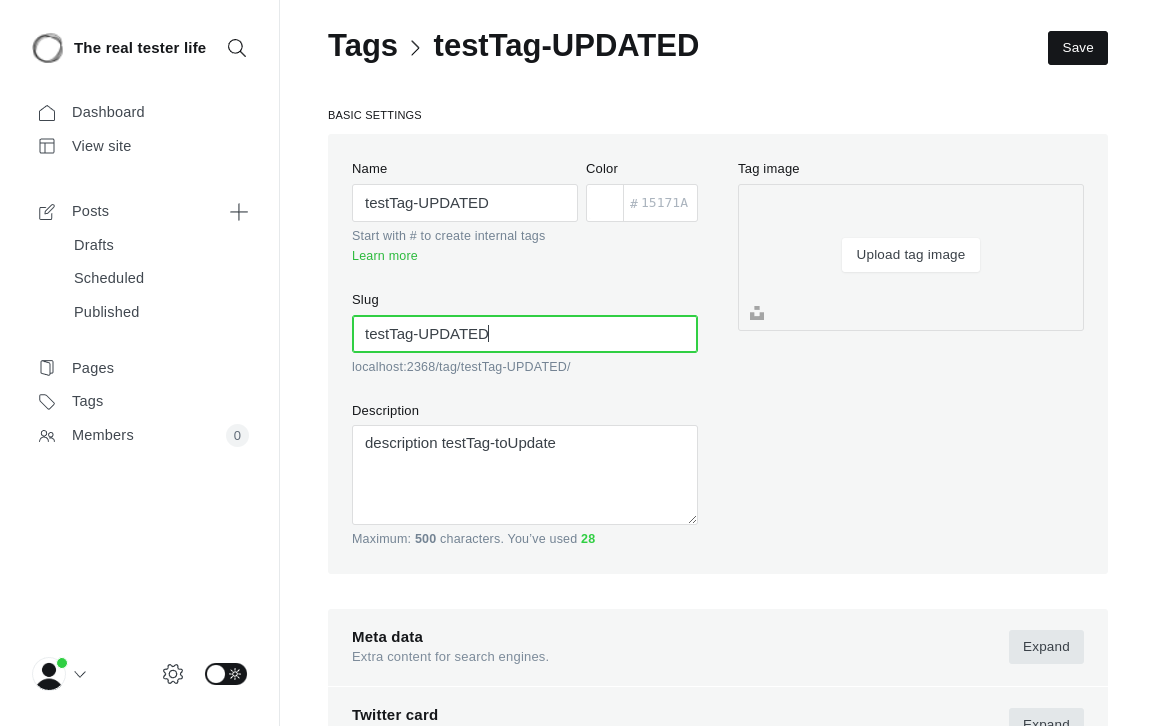 The real tester life
Dashboard
View site
Posts
Drafts
Scheduled
Published
Pages
Tags
Members
0
Tags > testTag-UPDATED
Save
BASIC SETTINGS
Name
testTag-UPDATED
Start with # to create internal tags
Learn more
Color
# 15171A
Slug
testTag-UPDATED
localhost:2368/tag/testTag-UPDATED/
Description
description testTag-toUpdate
Maximum: 500 characters. You've used 28
Tag image
Upload tag image
Meta data
Extra content for search engines.
Expand
Twitter card
Expand